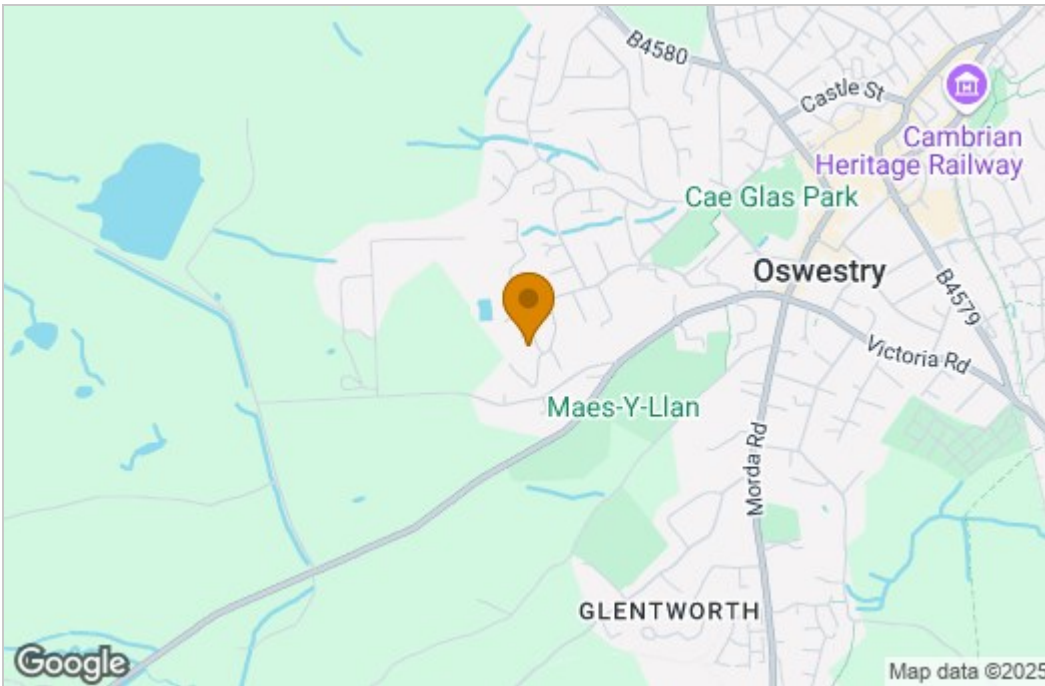 B4580
Castle St
Cambrian
Heritage Railway
Cae Glas Park
Oswestry
B4579
Victoria Rd
Maes-Y-Llan
Morda Rd
GLENTWORTH
Google
Map data ©2025